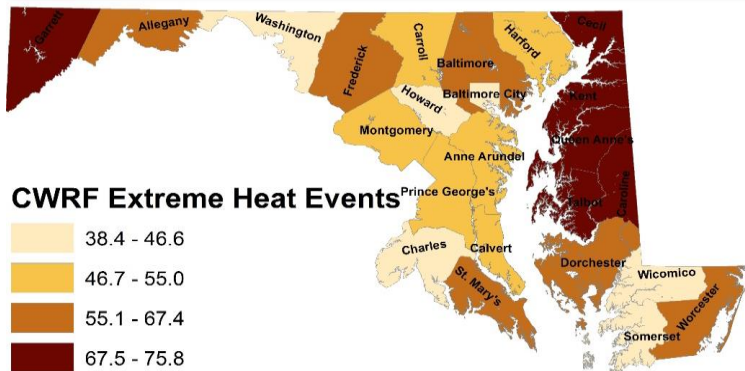 Garrett
Allegany
Washington
Frederick
Carroll
Baltimore
Harford
Cecil
Baltimore City
Howard
Kent
Montgomery
Queen Anne's
Anne Arundel
Prince George's
Talbot
Caroline
Charles
Calvert
St. Mary's
Dorchester
Wicomico
Worcester
Somerset
CWRF Extreme Heat Events
38.4 - 46.6
46.7 - 55.0
55.1 - 67.4
67.5 - 75.8